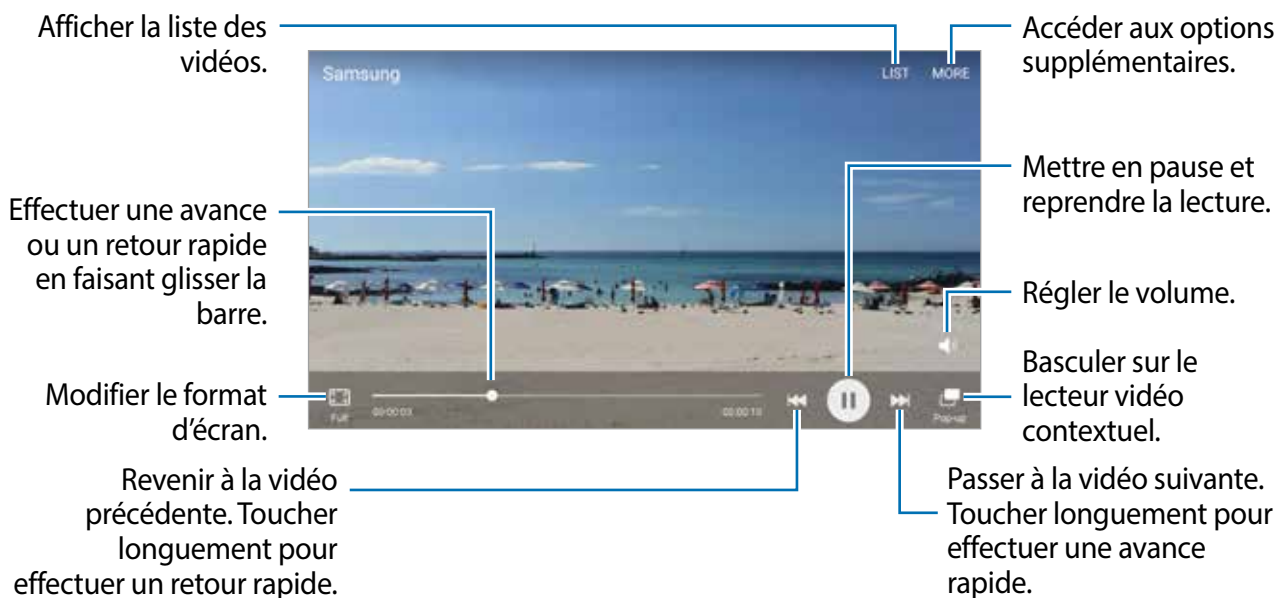 Afficher la liste des
vidéos.
Accéder aux options
supplémentaires.
Samsung
LIST MORE
Mettre en pause et
reprendre la lecture.
Effectuer une avance
ou un retour rapide
en faisant glisser la
barre.
Régler le volume.
Modifier le format
d'écran.
Basculer sur le
lecteur vidéo
contextuel.
Full
00:00:03
00:00:10
Pop-up
Revenir à la vidéo
précédente. Toucher
longuement pour
effectuer un retour rapide.
Passer à la vidéo suivante.
Toucher longuement pour
effectuer une avance
rapide.